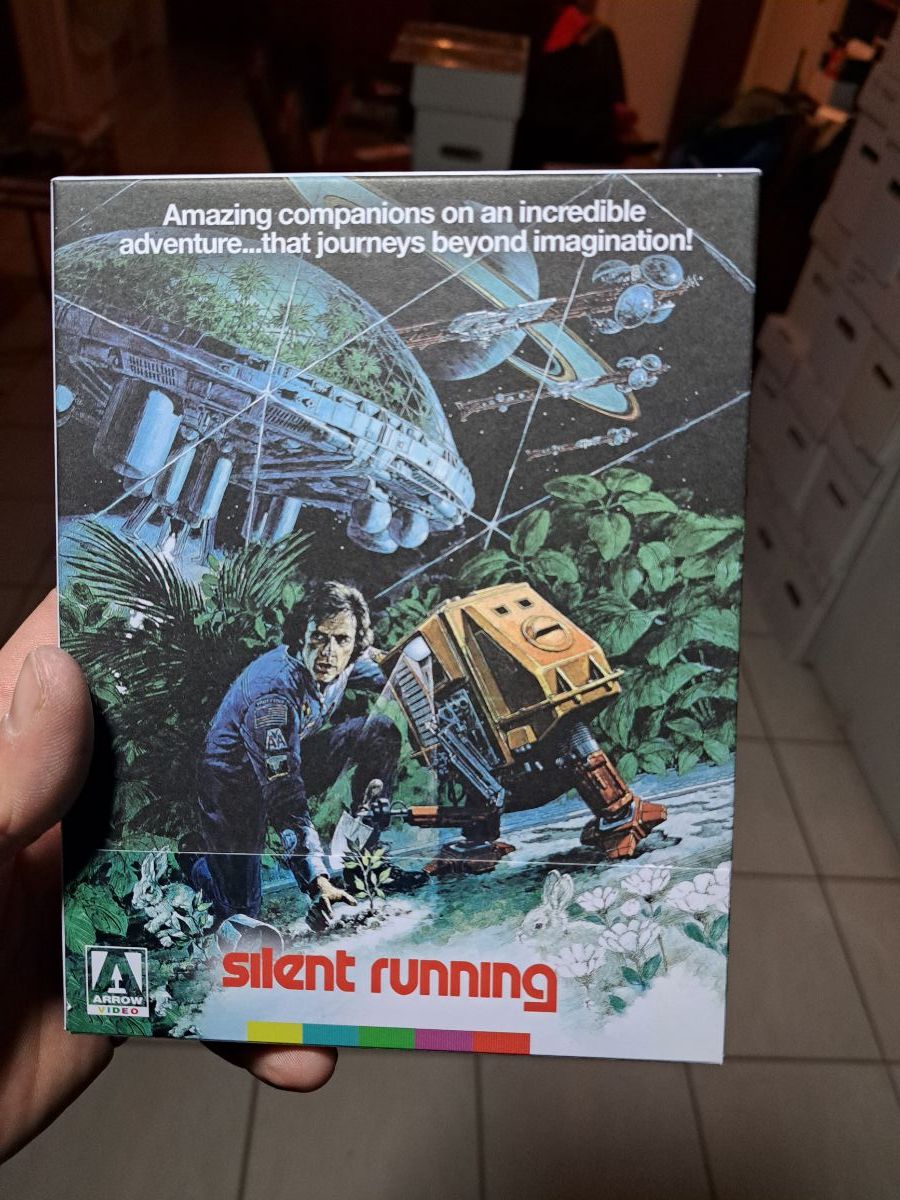 Amazing companions on an incredible
adventure...that journeys beyond imagination!
silent running
ARROW
VIDEO